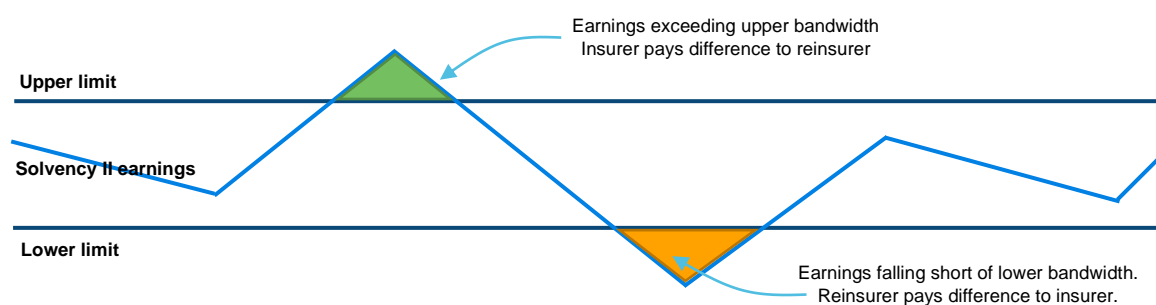 Earnings exceeding upper bandwidth
Insurer pays difference to reinsurer
Upper limit
Solvency II earnings
Lower limit
Earnings falling short of lower bandwidth.
Reinsurer pays difference to insurer.